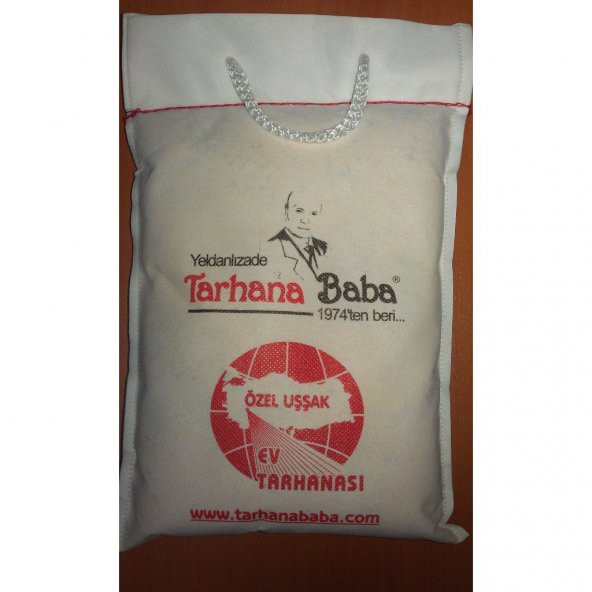 Yeldanlızade
Tarhana Baba®
1974'ten beri...
ÖZEL UŞŞAK
EV
TARHANASI
www.tarhanababa.com